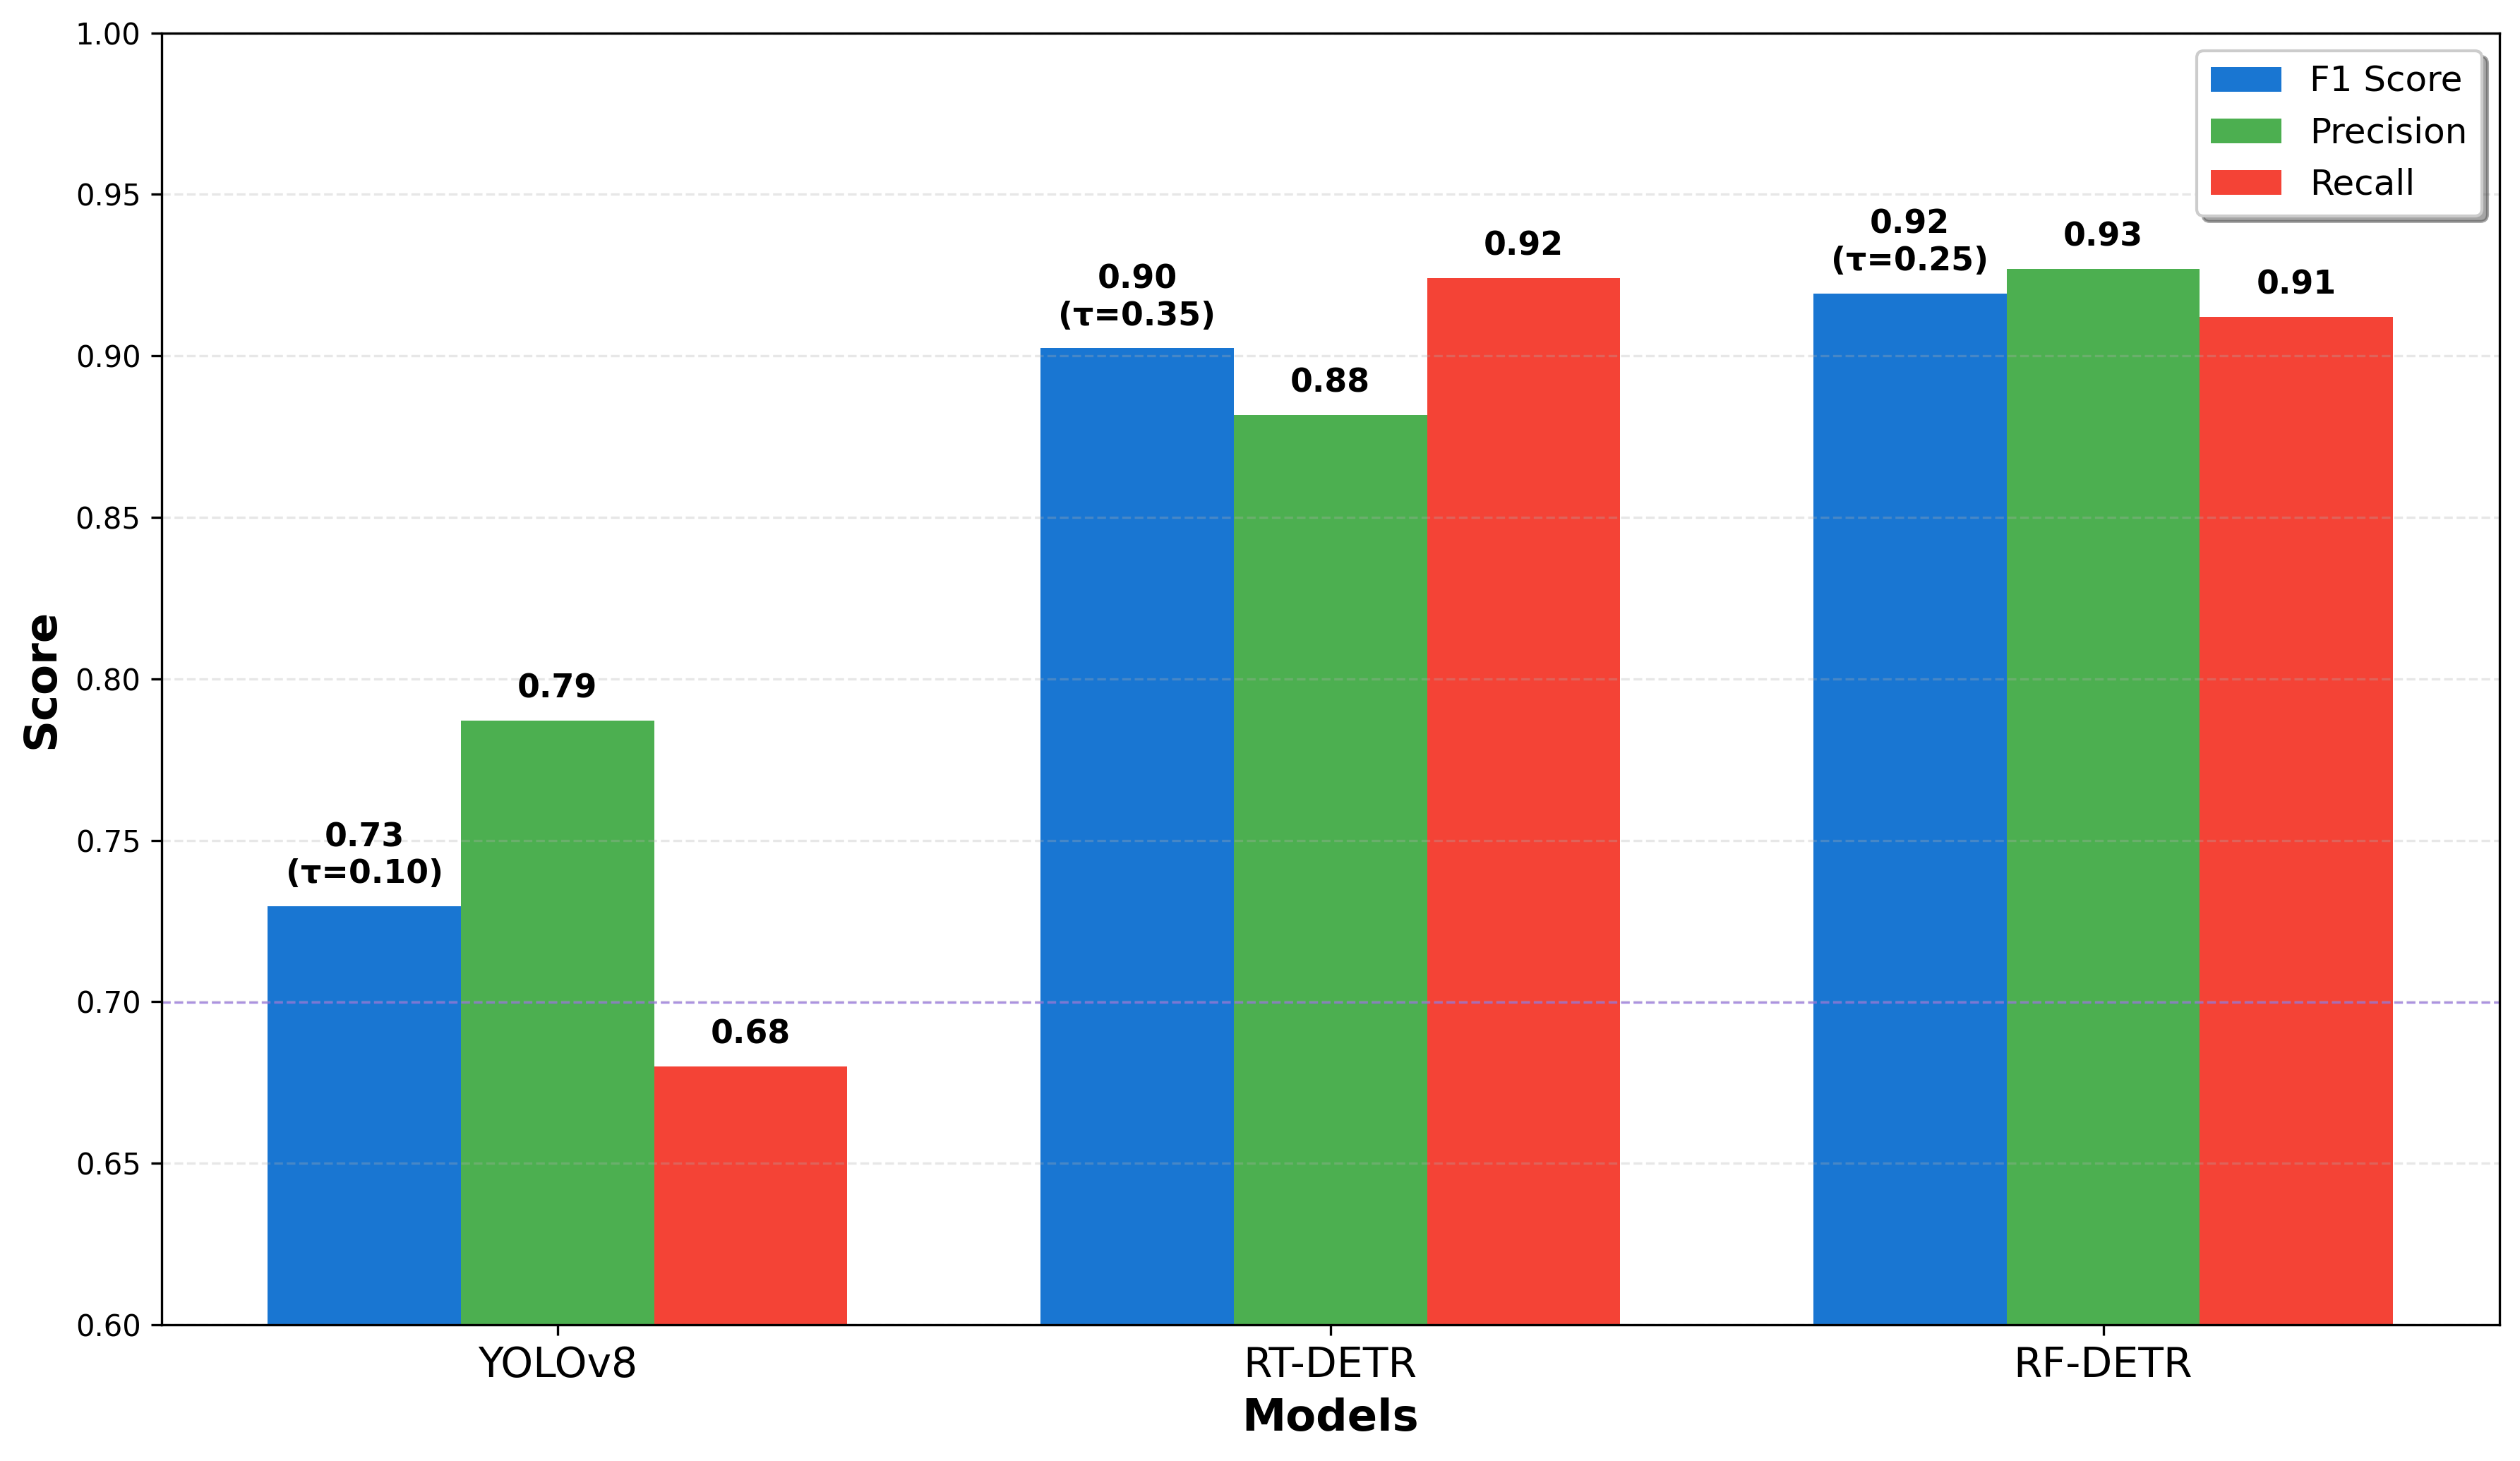 1.00
0.95
0.90
0.85
0.80
0.75
0.70
0.65
0.60
Score
F1 Score
Precision
Recall
0.73
(τ=0.10)
0.79
0.68
0.90
(τ=0.35)
0.88
0.92
0.92
(τ=0.25)
0.93
0.91
YOLOv8
RT-DETR
RF-DETR
Models